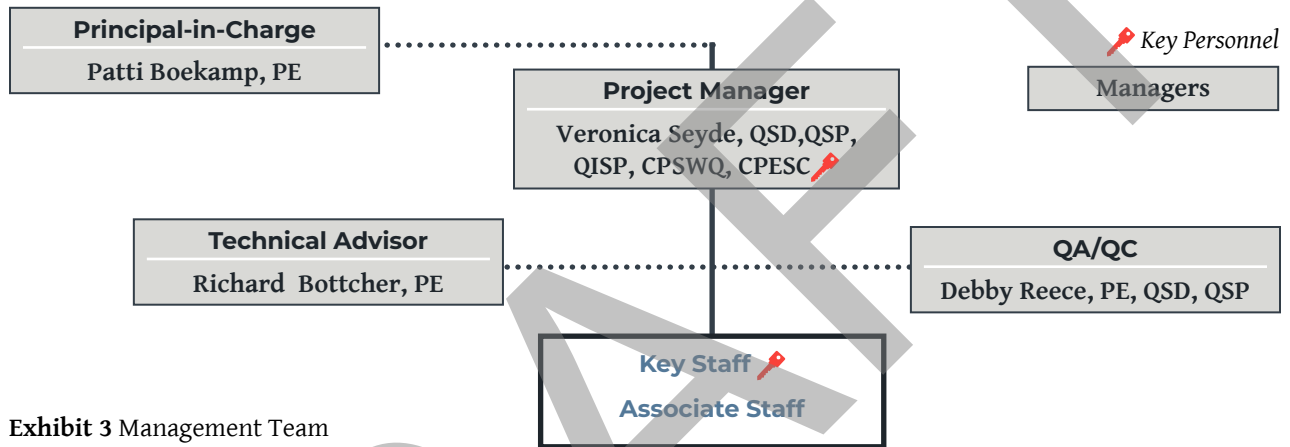 Principal-in-Charge
Patti Boekamp, PE
Key Personnel
Managers
Project Manager
Veronica Seyde, QSD,QSP,
QISP, CPSWQ, CPESC
Technical Advisor
Richard Bottcher, PE
QA/QC
Debby Reece, PE, QSD, QSP
Key Staff
Associate Staff
Exhibit 3 Management Team